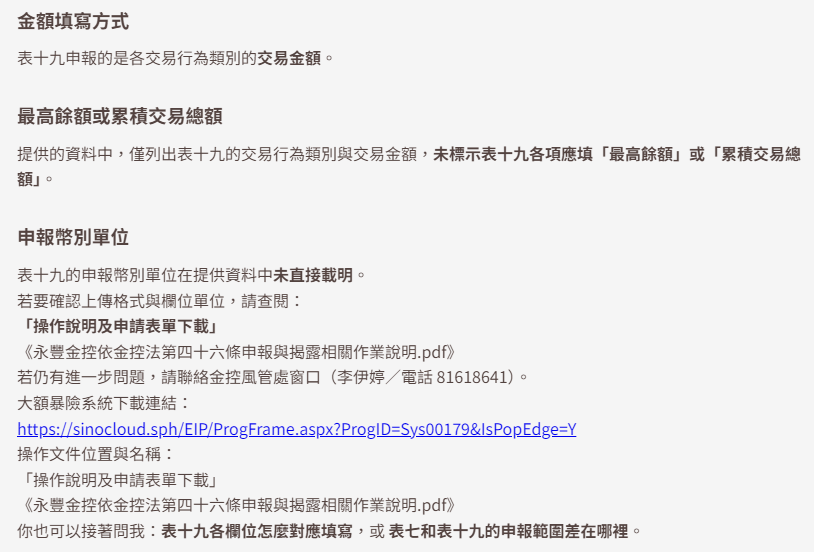 金額填寫方式
表十九申報的是各交易行為類別的交易金額。
最高餘額或累積交易總額
提供的資料中，僅列出表十九的交易行為類別與交易金額，未標示表十九各項應填「最高餘額」或「累積交易總
額」。
申報幣別單位
表十九的申報幣別單位在提供資料中未直接載明。
若要確認上傳格式與欄位單位，請查閱：
「操作說明及申請表單下載」
《永豐金控依金控法第四十六條申報與揭露相關作業說明.pdf》
若仍有進一步問題，請聯絡金控風管處窗口（李伊婷／電話 81618641）。
大額暴險系統下載連結：
https://sinocloud.sph/EIP/ProgFrame.aspx?ProgID=Sys00179&IsPopEdge=Y
操作文件位置與名稱：
「操作說明及申請表單下載」
《永豐金控依金控法第四十六條申報與揭露相關作業說明.pdf》
你也可以接著問我：表十九各欄位怎麼對應填寫，或 表七和表十九的申報範圍差在哪裡。